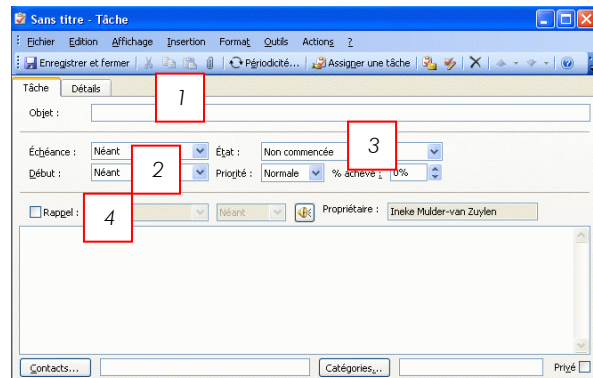 Sans titre - Tâche
Fichier Edition Affichage Insertion Format Outils Actions ?
Enregistrer et fermer Périodicité... Assigner une tâche
Tâche Détails
1
Objet :
Échéance : Néant État : Non commencée
3
2
Début : Néant Priorité : Normale % achevé : 0%
Rappel : Néant Propriétaire : Ineke Mulder-van Zuylen
4
Contacts... Catégories... Privé